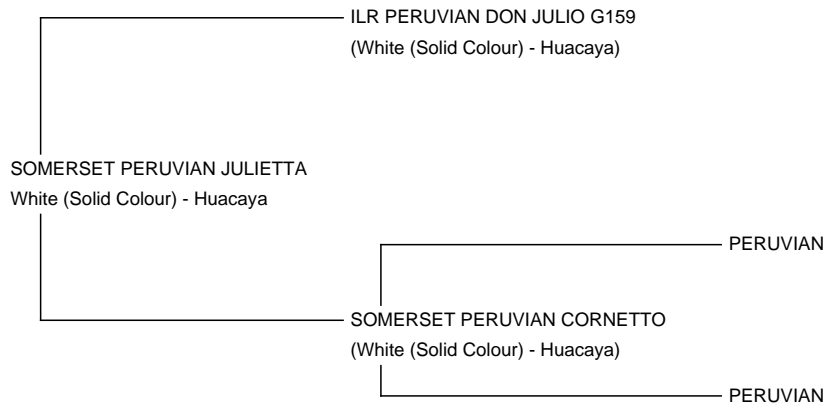 ILR PERUVIAN DON JULIO G159
(White (Solid Colour) - Huacaya)
SOMERSET PERUVIAN JULIETTA
White (Solid Colour) - Huacaya
PERUVIAN
SOMERSET PERUVIAN CORNETTO
(White (Solid Colour) - Huacaya)
PERUVIAN